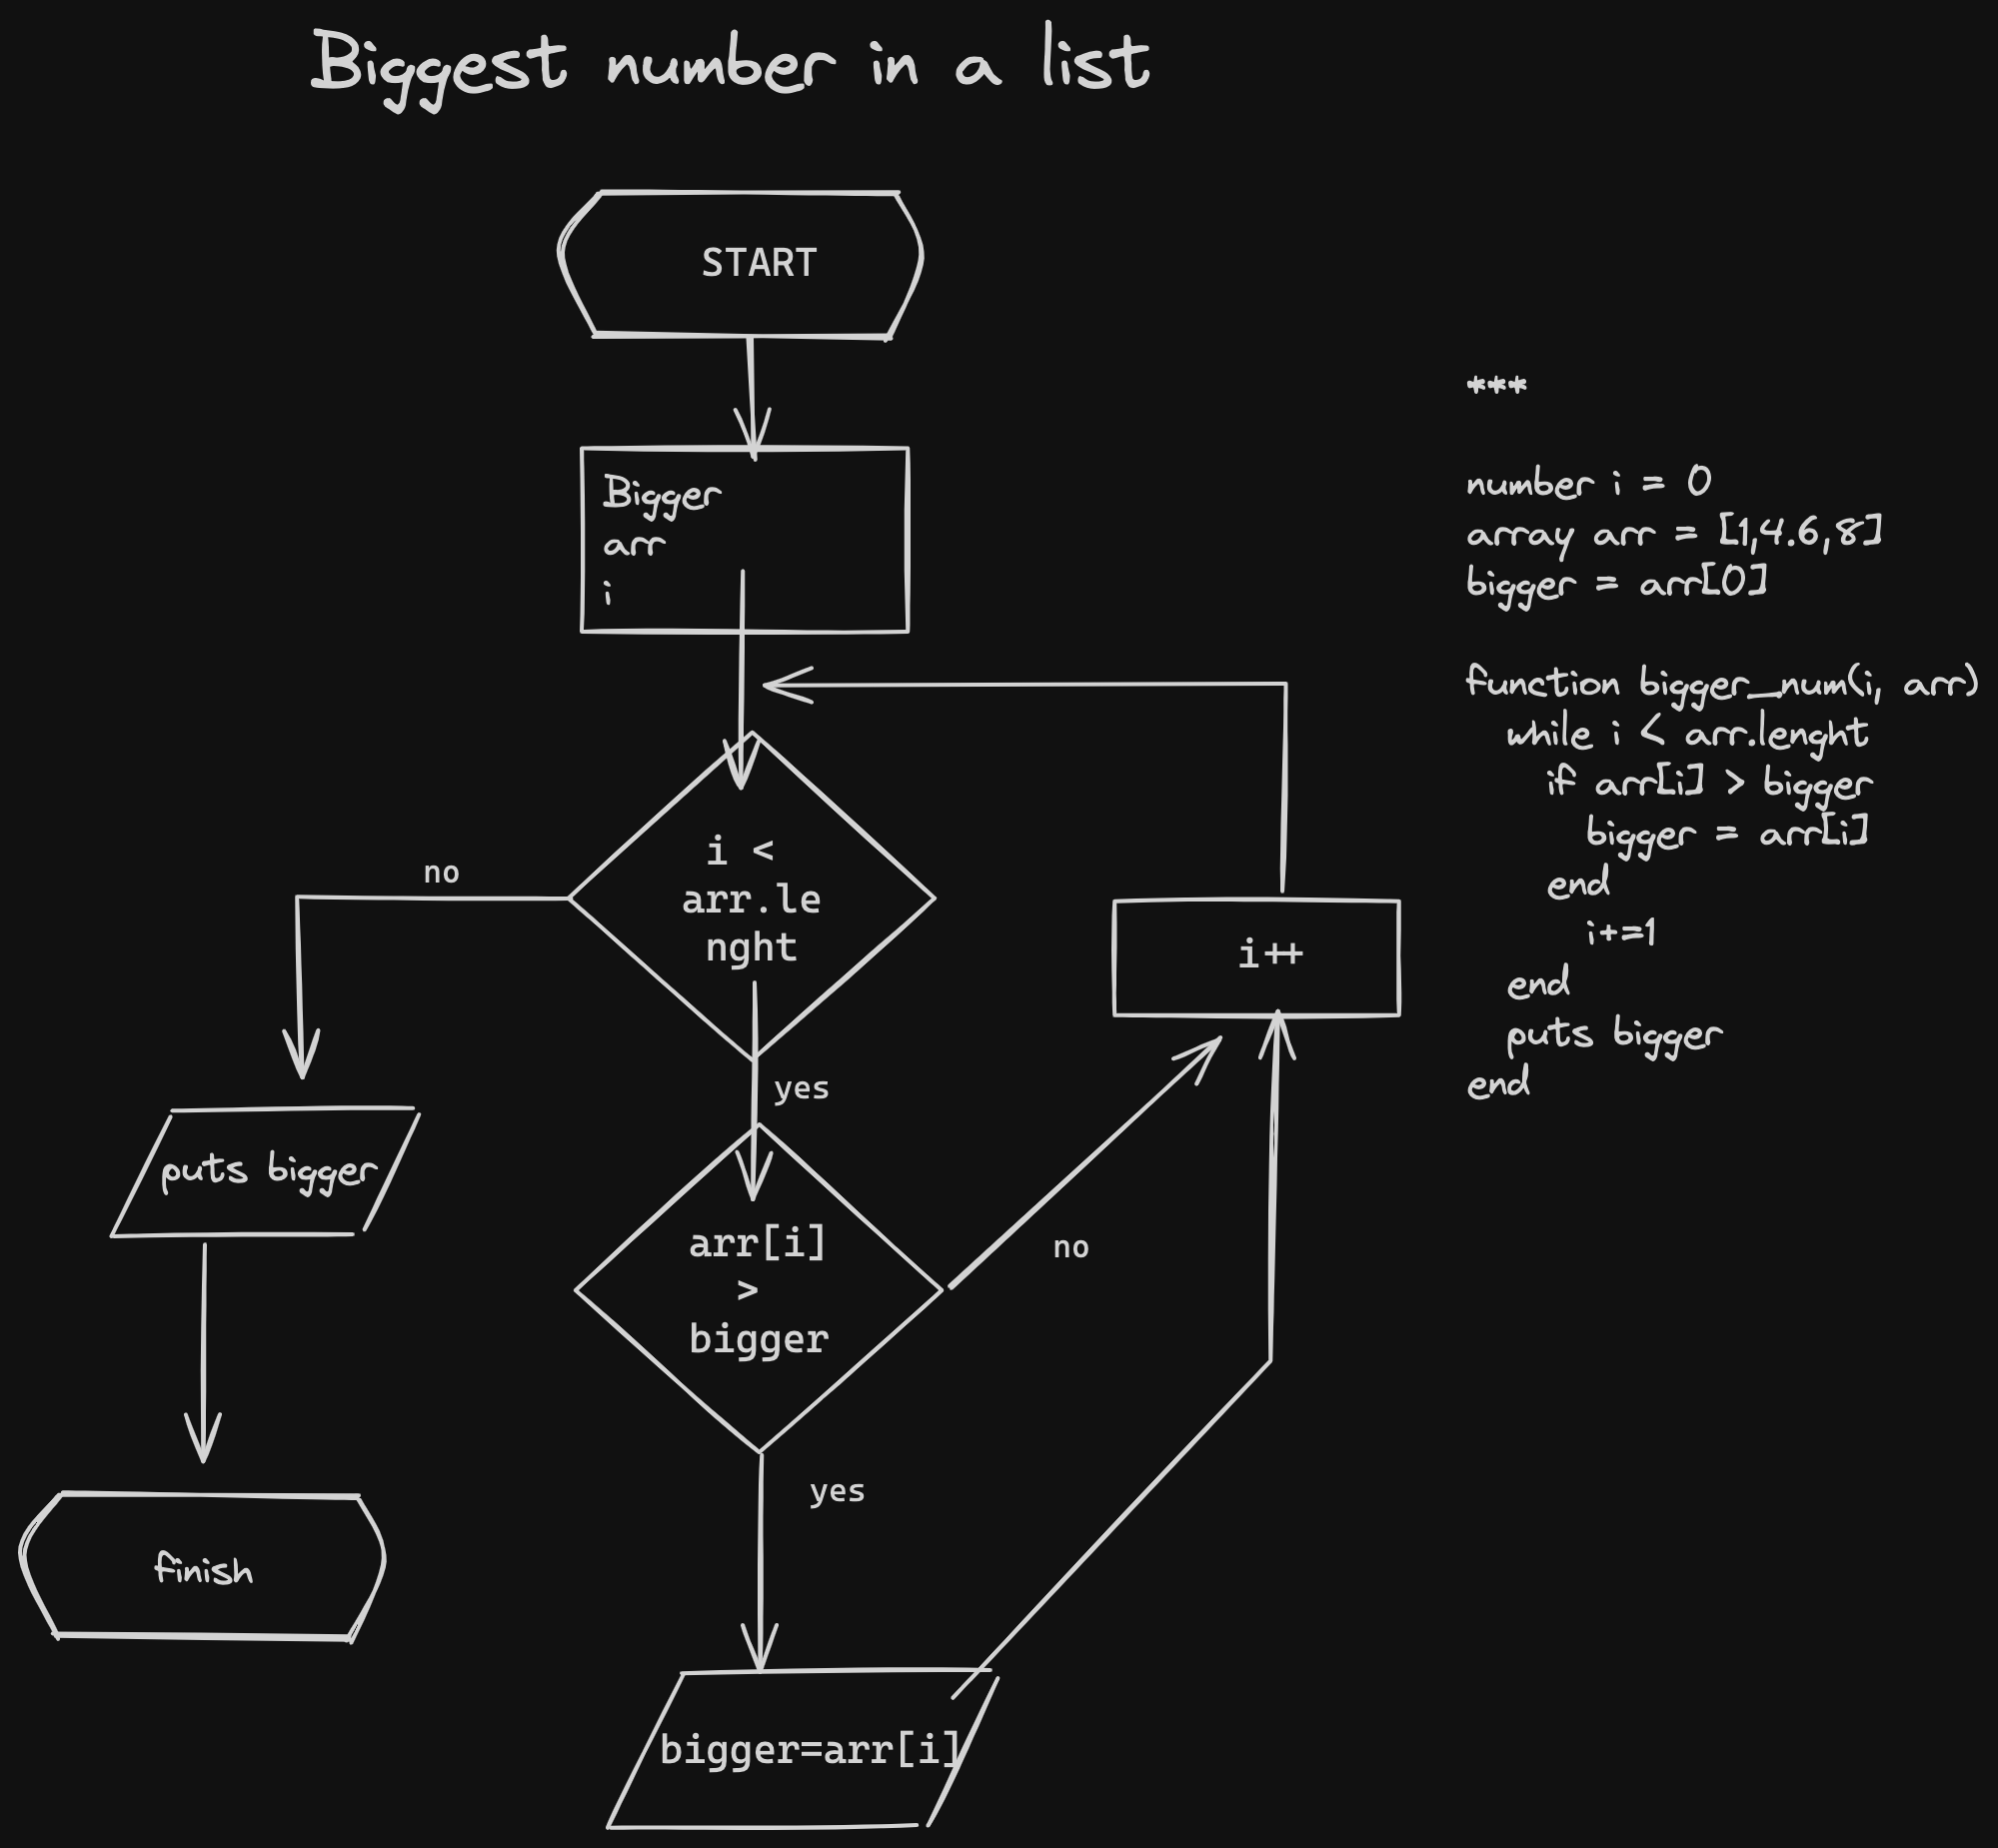 Biggest number in a list
START
Bigger
arr
i
i <
arr.le
nght
no
yes
i++
puts bigger
arr[i]
>
bigger
no
yes
finish
bigger=arr[i]
***
number i = 0
array arr = [1,4.6,8]
bigger = arr[0]
function bigger_num(i, arr)
while i < arr.lenght
if arr[i] > bigger
bigger = arr[i]
end
i+=1
end
puts bigger
end